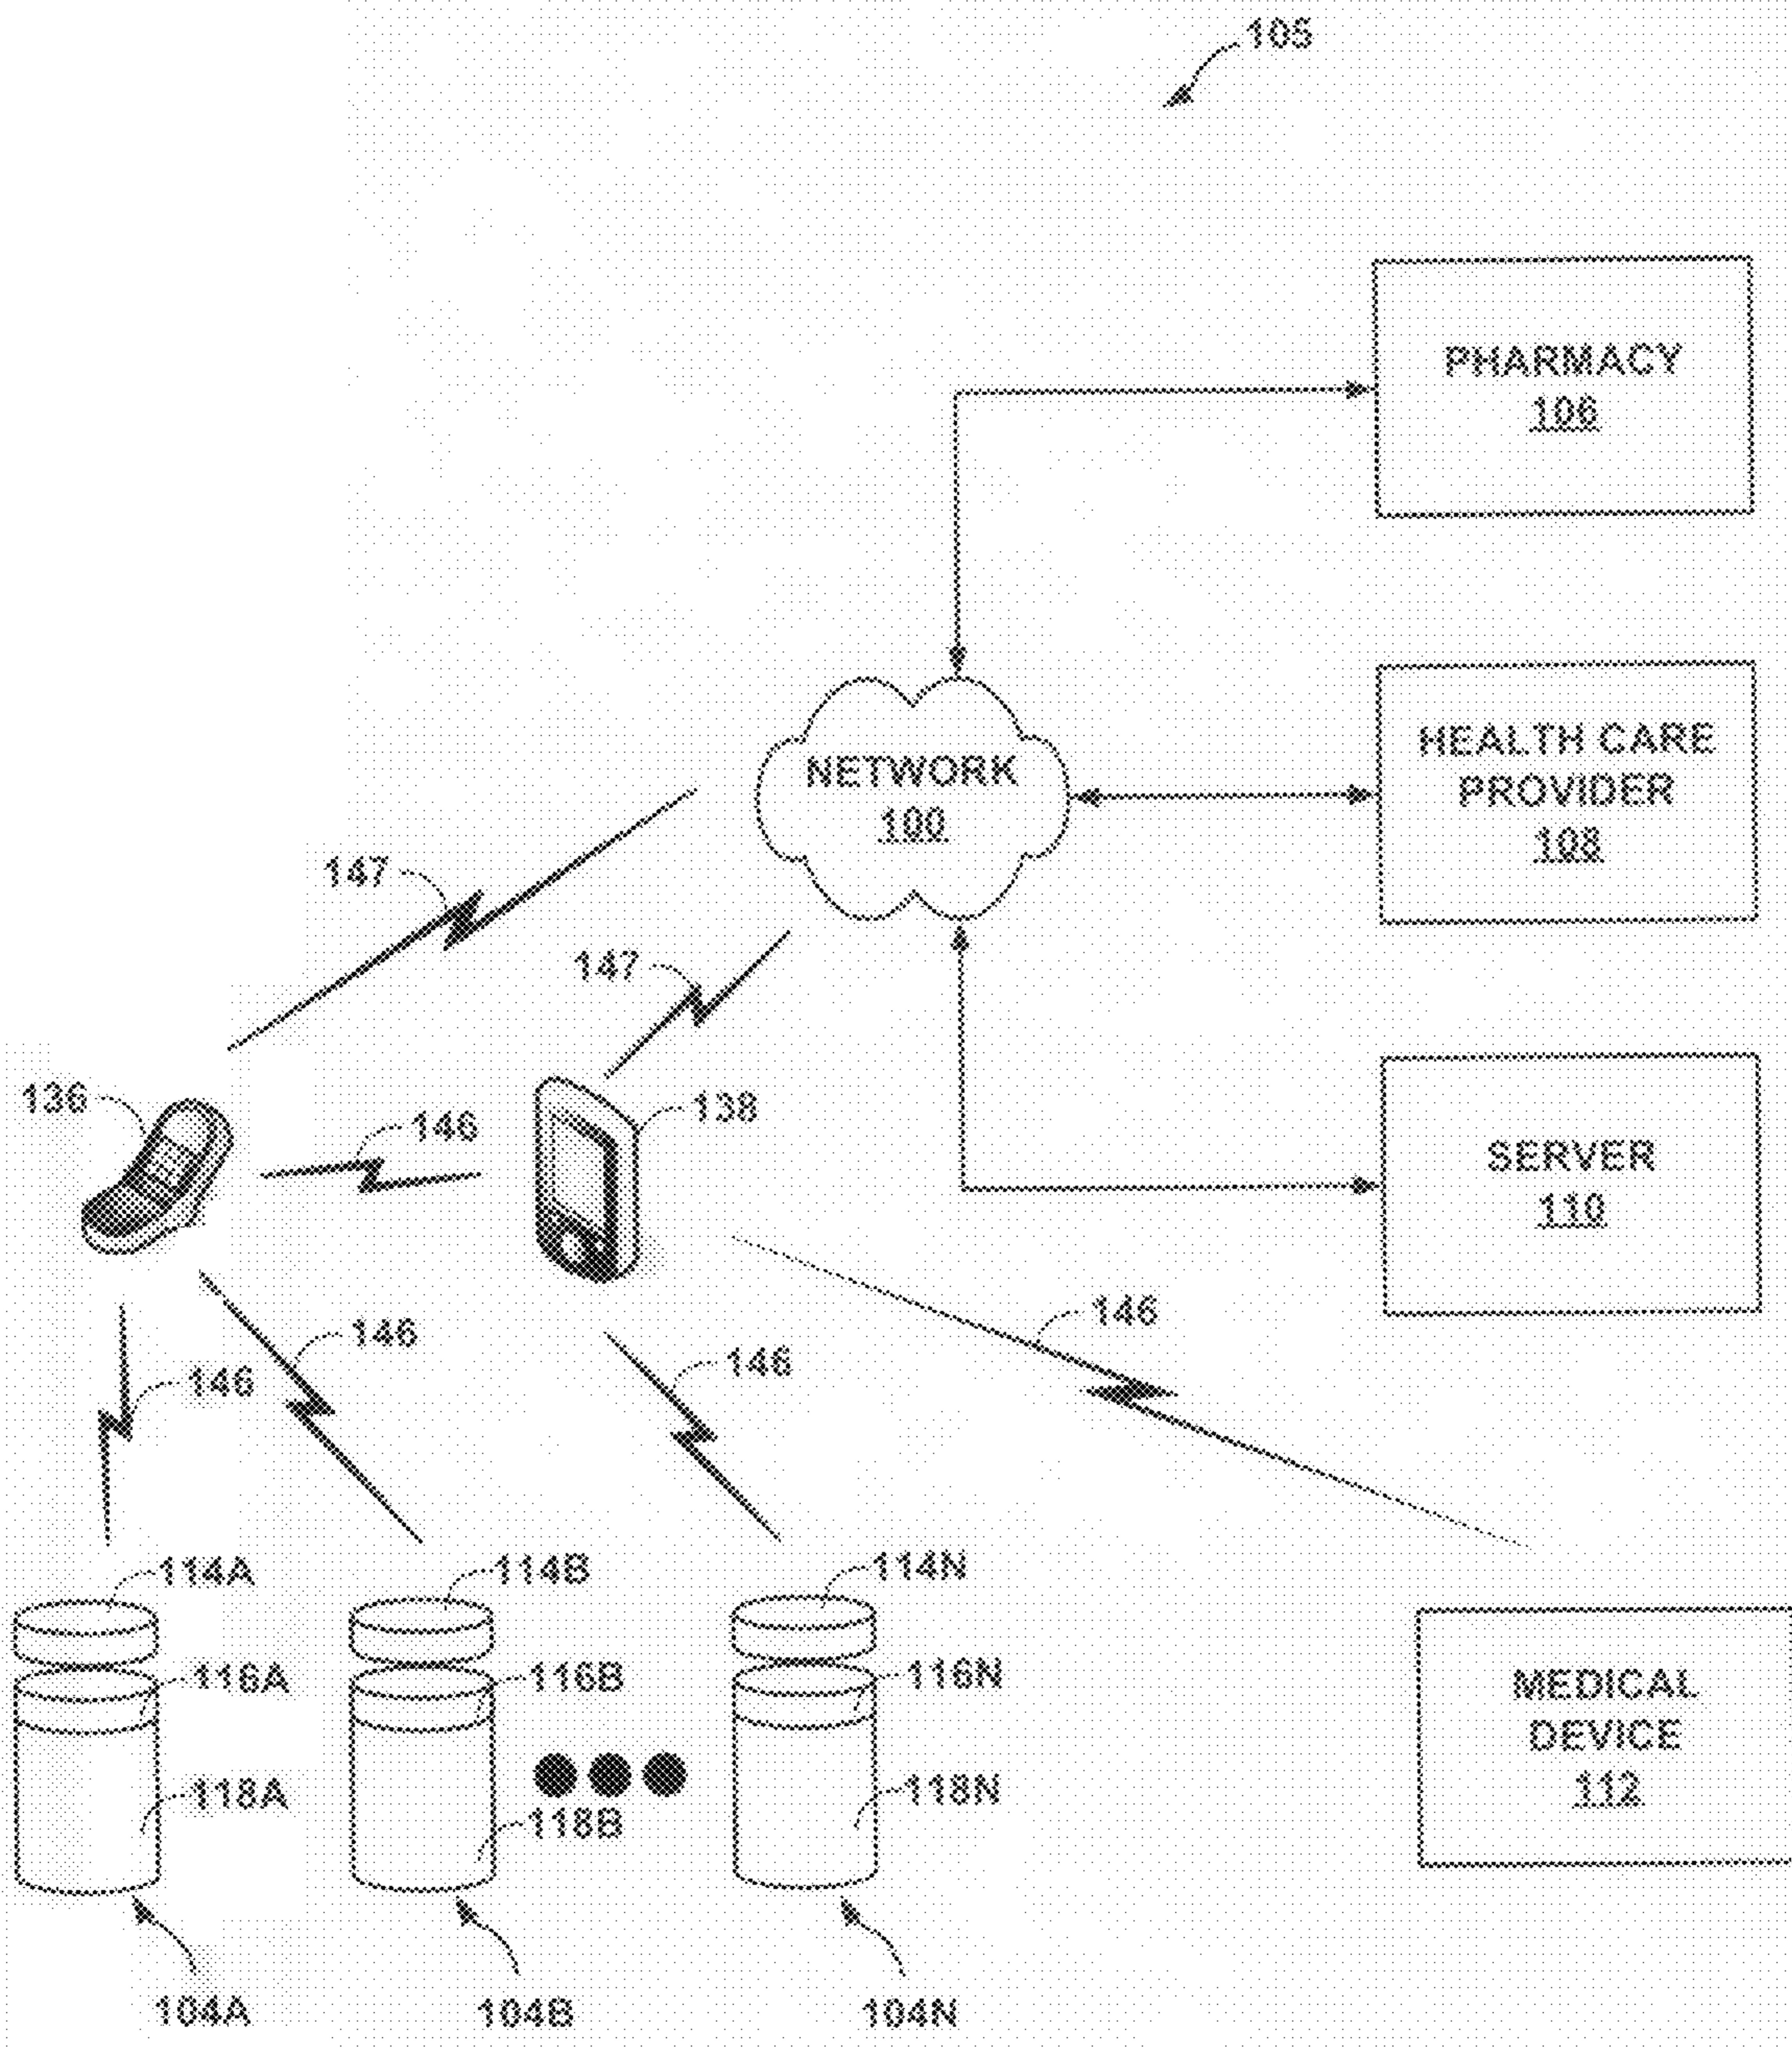 105
PHARMACY
106
HEALTH CARE
PROVIDER
108
NETWORK
100
147
147
136
146
138
SERVER
110
146
146
146
146
114A
114B
114N
116A
116B
116N
MEDICAL
DEVICE
112
118A
118B
118N
104A
104B
104N